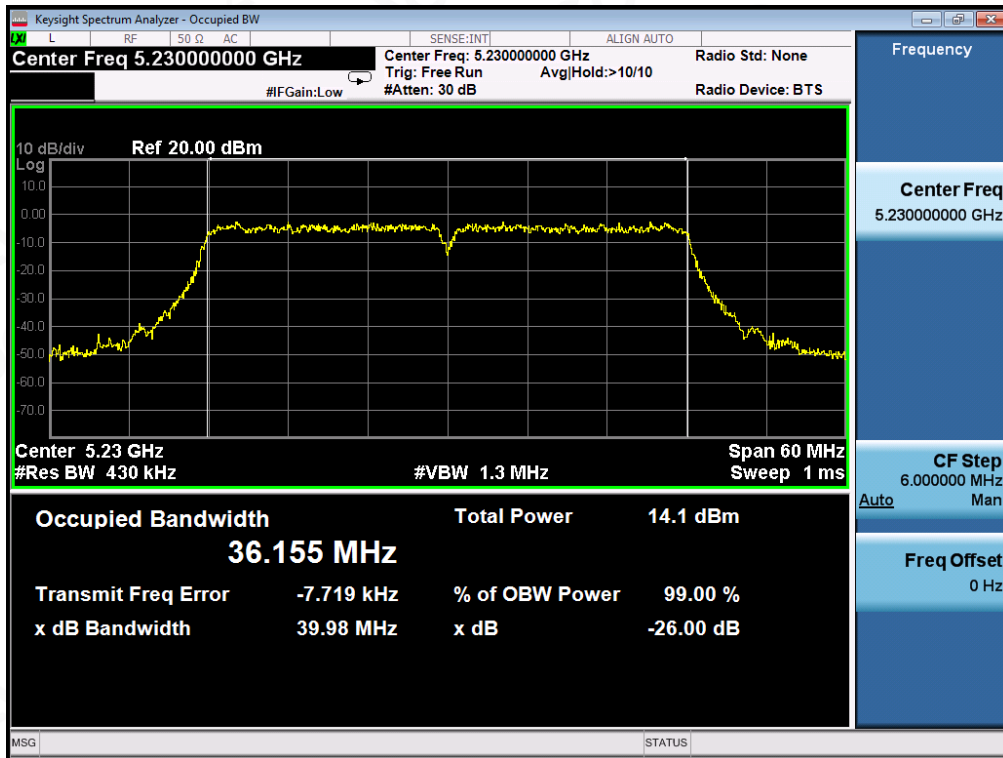 Keysight Spectrum Analyzer - Occupied BW
LXI L RF 50 Ω AC SENSE:INT ALIGN AUTO
Center Freq 5.230000000 GHz
#IFGain:Low
Center Freq: 5.230000000 GHz
Trig: Free Run Avg|Hold:>10/10
#Atten: 30 dB
Radio Std: None
Radio Device: BTS
10 dB/div Ref 20.00 dBm
Log
10.0
0.00
-10.0
-20.0
-30.0
-40.0
-50.0
-60.0
-70.0
Center 5.23 GHz Span 60 MHz
#Res BW 430 kHz #VBW 1.3 MHz Sweep 1 ms
Occupied Bandwidth Total Power 14.1 dBm
36.155 MHz
Transmit Freq Error -7.719 kHz % of OBW Power 99.00 %
x dB Bandwidth 39.98 MHz x dB -26.00 dB
MSG STATUS
Frequency
Center Freq
5.230000000 GHz
CF Step
6.000000 MHz
Auto Man
Freq Offset
0 Hz